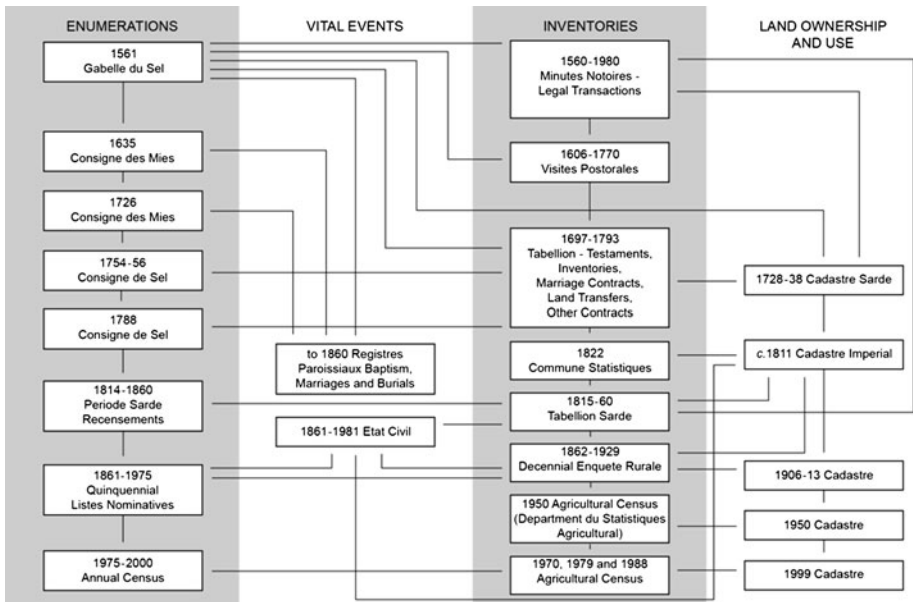 ENUMERATIONS
1561
Gabelle du Sel
1635
Consigne des Mies
1726
Consigne des Mies
1754-56
Consigne de Sel
1788
Consigne de Sel
1814-1860
Periode Sarde
Recensements
1861-1975
Quinquennial
Listes Nominatives
1975-2000
Annual Census
VITAL EVENTS
to 1860 Registres
Paroissiaux Baptism,
Marriages and Burials
1861-1981 Etat Civil
INVENTORIES
1560-1980
Minutes Notoires -
Legal Transactions
1606-1770
Visites Postorales
1697-1793
Tabellion - Testaments,
Inventories,
Marriage Contracts,
Land Transfers,
Other Contracts
1822
Commune Statistiques
1815-60
Tabellion Sarde
1862-1929
Decennial Enquete Rurale
1950 Agricultural Census
(Department du Statistiques
Agricultural)
1970, 1979 and 1988
Agricultural Census
LAND OWNERSHIP
AND USE
1728-38 Cadastre Sarde
c.1811 Cadastre Imperial
1906-13 Cadastre
1950 Cadastre
1999 Cadastre